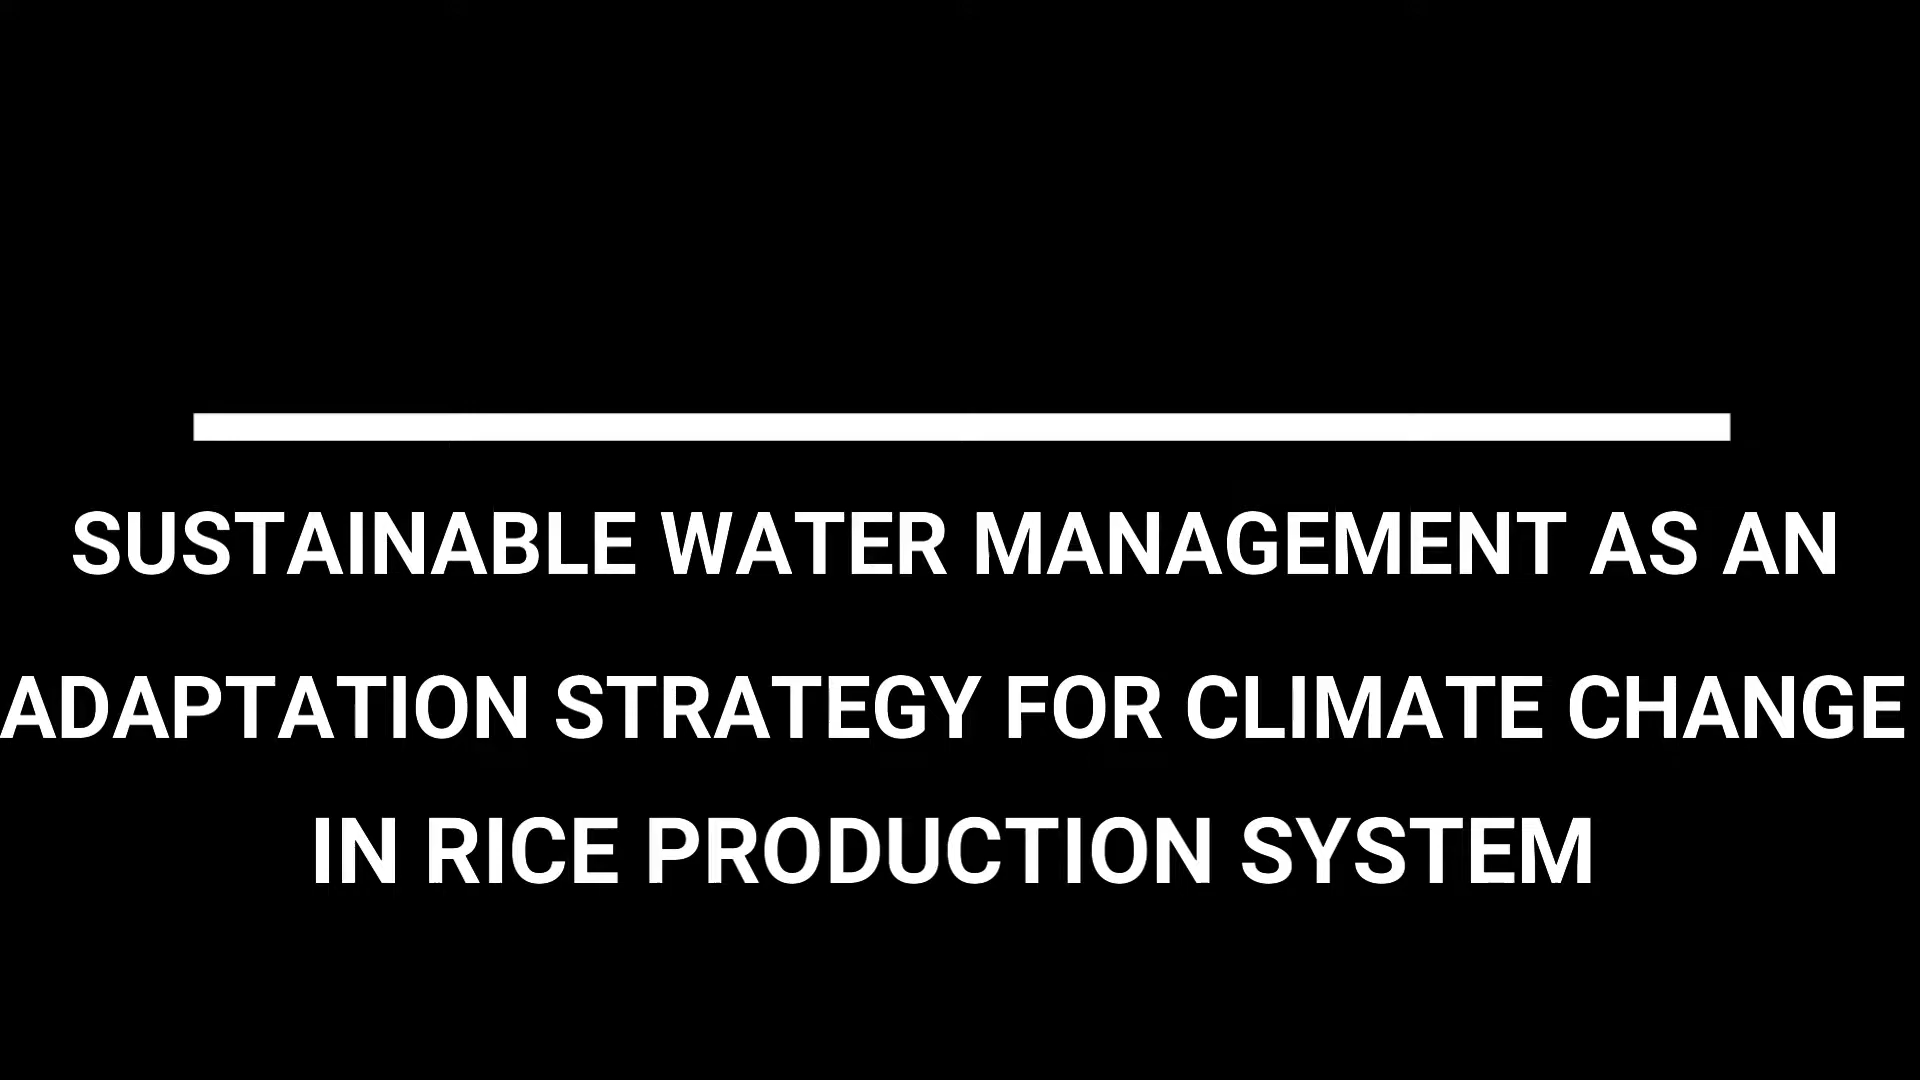 SUSTAINABLE WATER MANAGEMENT AS AN
ADAPTATION STRATEGY FOR CLIMATE CHANGE
IN RICE PRODUCTION SYSTEM